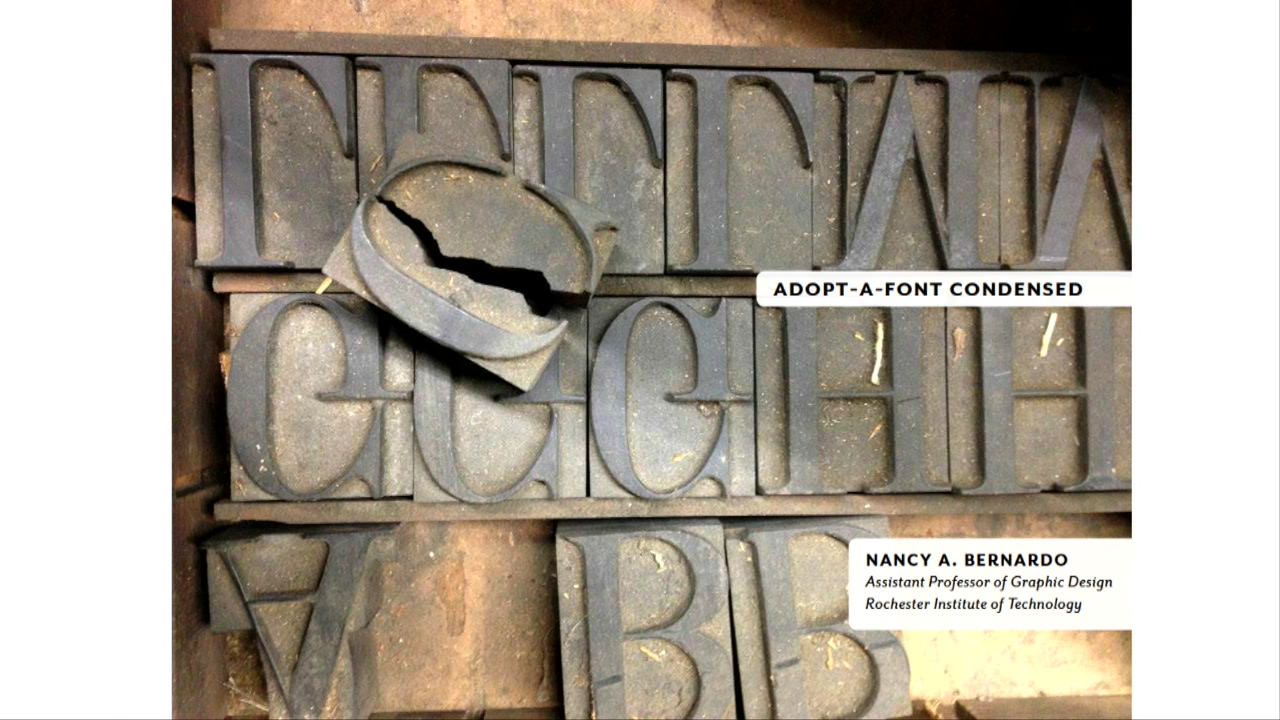 ADOPT-A-FONT CONDENSED
NANCY A. BERNARDO
Assistant Professor of Graphic Design
Rochester Institute of Technology